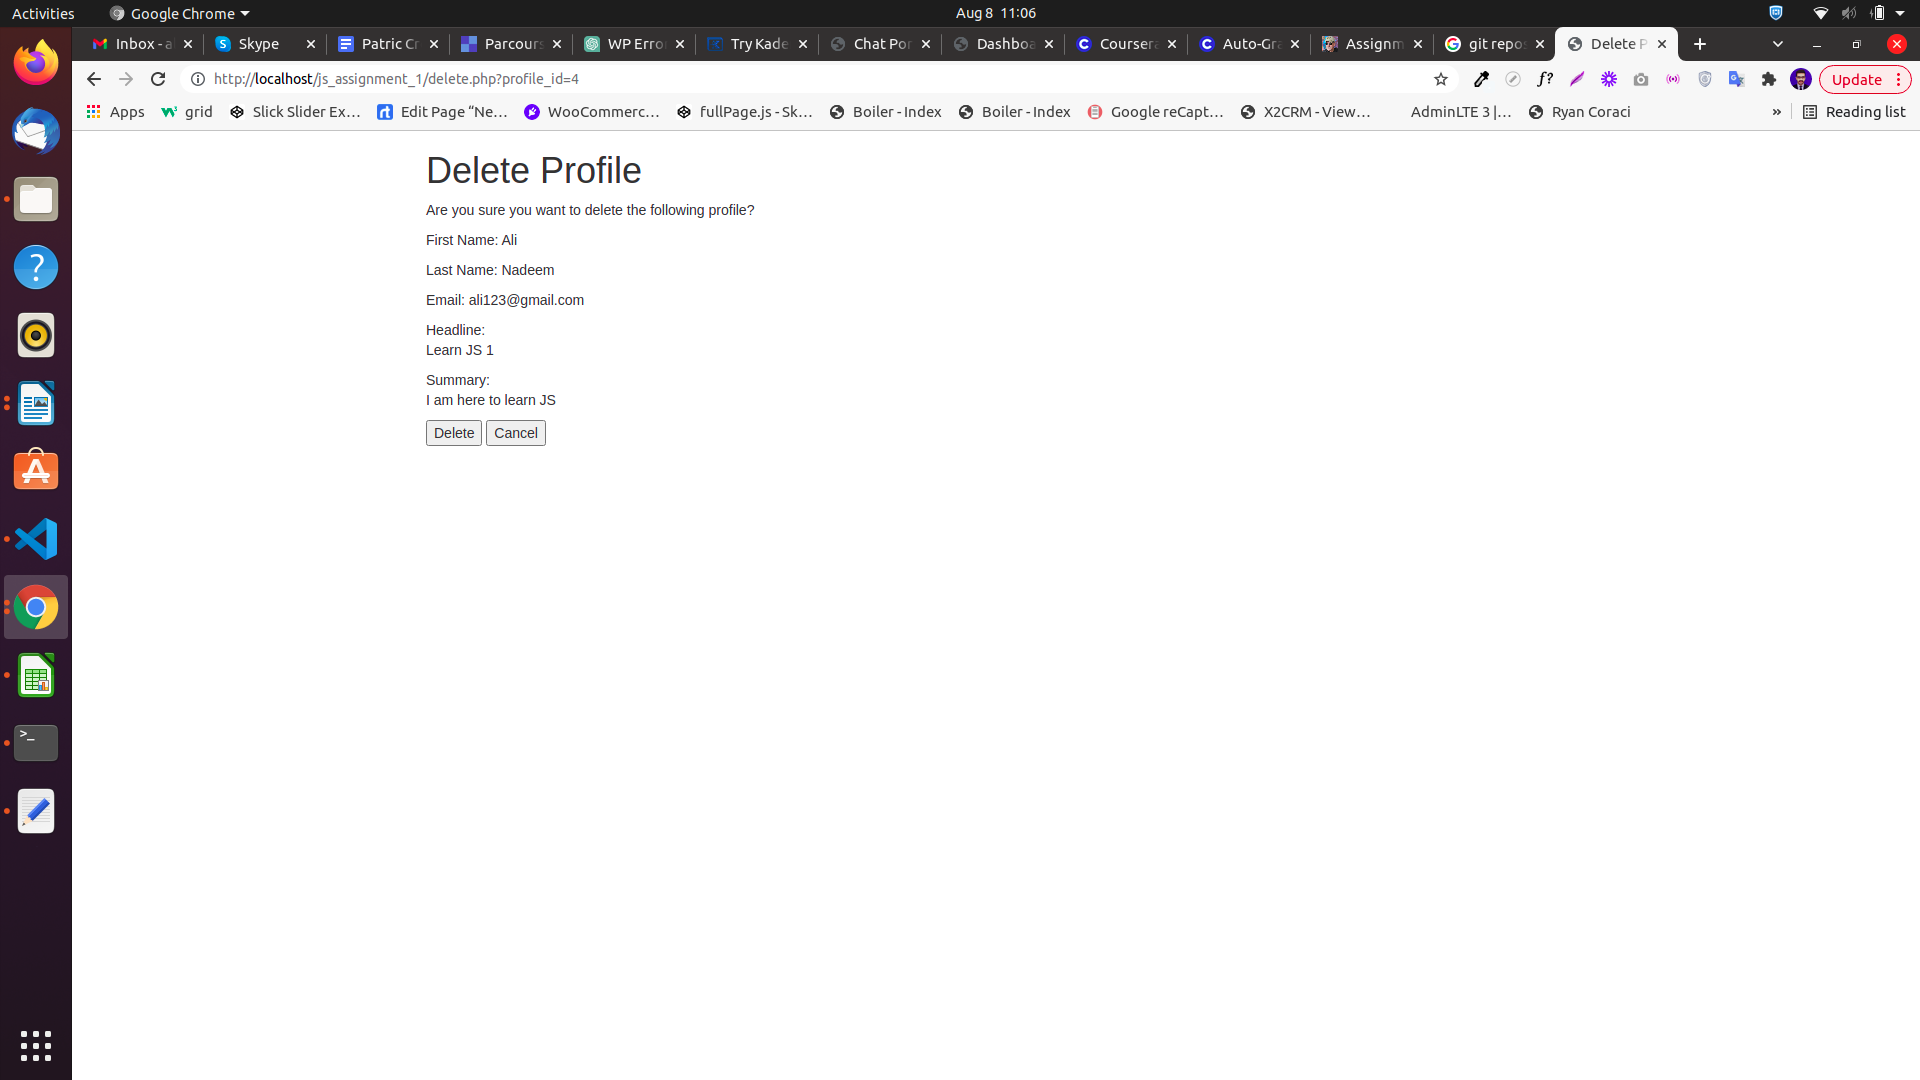 Activities
Google Chrome
Aug 8 11:06
Inbox - a
Skype
Patric Cr
Parcours
WP Erro
Try Kade
Chat Por
Dashboa
Coursera
Auto-Gra
Assignm
git repos
Delete P
http://localhost/js_assignment_1/delete.php?profile_id=4
f?
Update
Apps
grid
Slick Slider Ex…
Edit Page “Ne…
WooCommerc…
fullPage.js - Sk…
Boiler - Index
Boiler - Index
Google reCapt…
X2CRM - View…
AdminLTE 3 |…
Ryan Coraci
»
Reading list
Delete Profile
Are you sure you want to delete the following profile?
First Name: Ali
Last Name: Nadeem
Email: ali123@gmail.com
Headline:
Learn JS 1
Summary:
I am here to learn JS
Delete Cancel